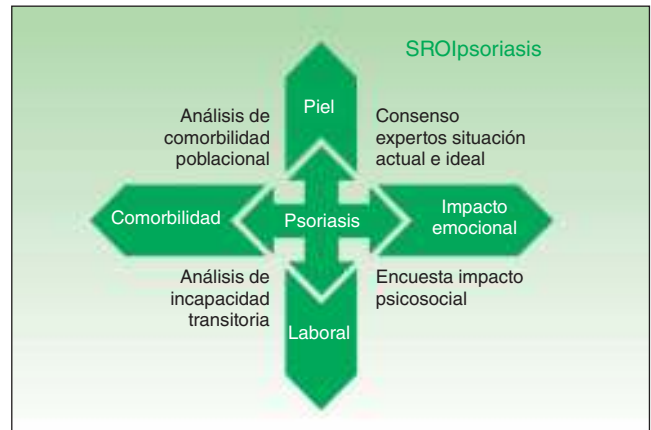 SROIpsoriasis
Piel
Análisis de
comorbilidad
poblacional
Consenso
expertos situación
actual e ideal
Comorbilidad
Psoriasis
Impacto
emocional
Análisis de
incapacidad
transitoria
Encuesta impacto
psicosocial
Laboral